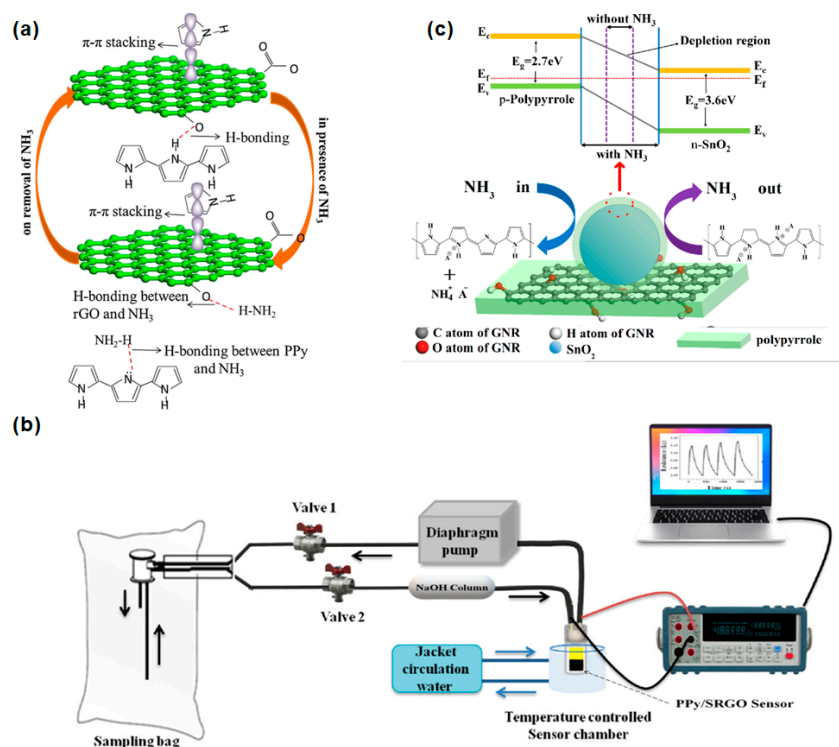 (a)
π-π stacking
N-H
O
O
H-bonding
H
N
N
H
N
H
H
on removal of NH3
in presence of NH3
π-π stacking
N-H
O
O
H-bonding between
rGO and NH3
H-NH2
NH2-H
H-bonding between PPy
and NH3
N
H
N
N
H
(c)
without NH3
Depletion region
Ec
Eg=2.7eV
Ef
Ev
p-Polypyrrole
Ec
Ef
Eg=3.6eV
Ev
n-SnO2
with NH3
NH3 in
NH3 out
+
NH4+ A-
C atom of GNR
H atom of GNR
O atom of GNR
SnO2
polypyrrole
(b)
Valve 1
Diaphragm
pump
Valve 2
NaOH Column
Jacket
circulation
water
Sampling bag
Temperature controlled
Sensor chamber
PPy/SRGO Sensor
Time (s)